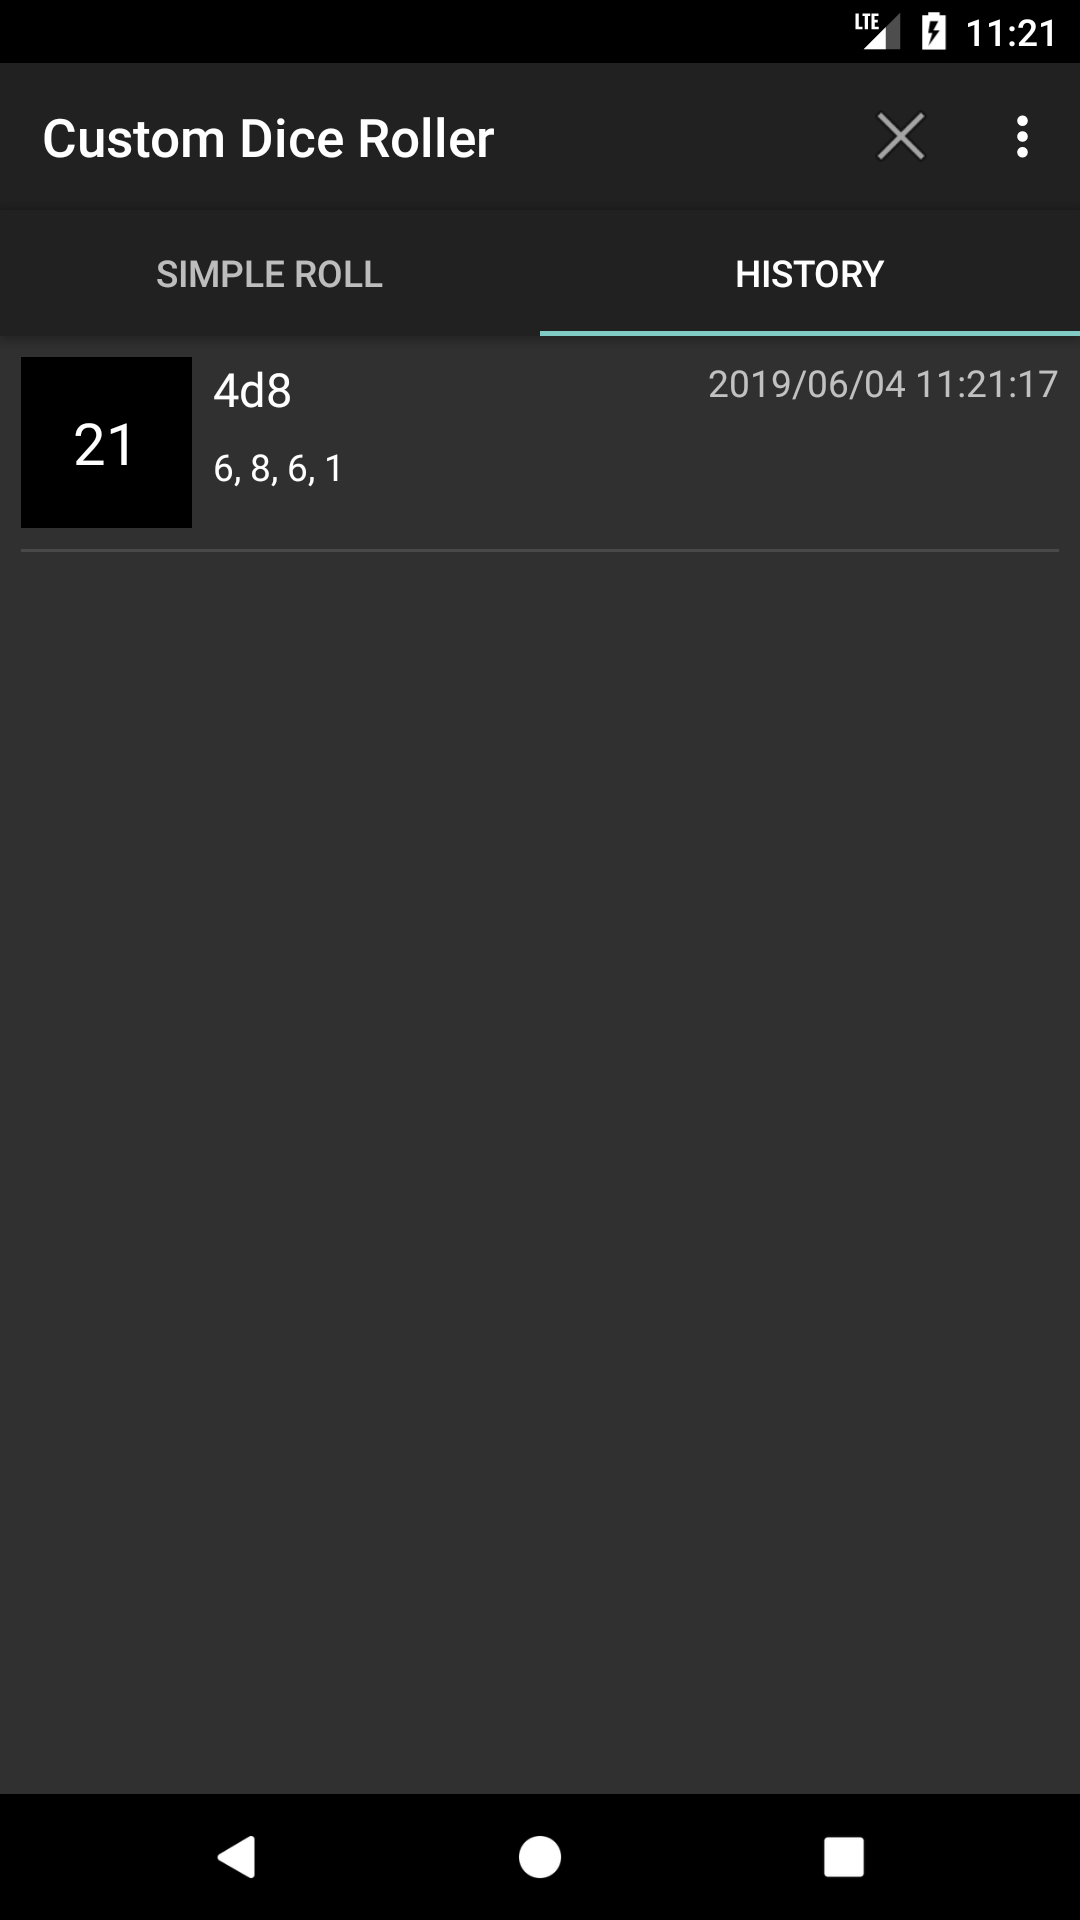 LTE 11:21
Custom Dice Roller
SIMPLE ROLL HISTORY
21 4d8 2019/06/04 11:21:17
6, 8, 6, 1